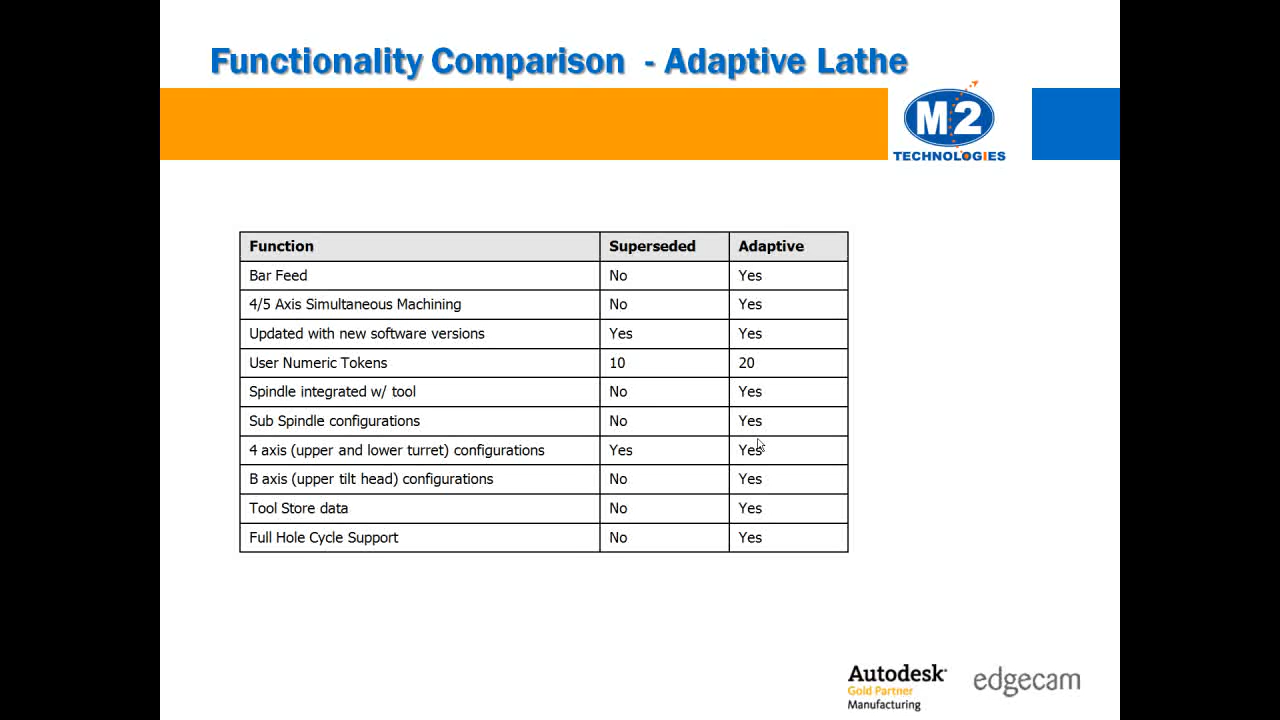 Functionality Comparison - Adaptive Lathe
M2
TECHNOLOGIES
Function Superseded Adaptive
Bar Feed No Yes
4/5 Axis Simultaneous Machining No Yes
Updated with new software versions Yes Yes
User Numeric Tokens 10 20
Spindle integrated w/ tool No Yes
Sub Spindle configurations No Yes
4 axis (upper and lower turret) configurations Yes Yes
B axis (upper tilt head) configurations No Yes
Tool Store data No Yes
Full Hole Cycle Support No Yes
Autodesk®
Gold Partner
Manufacturing
edgecam